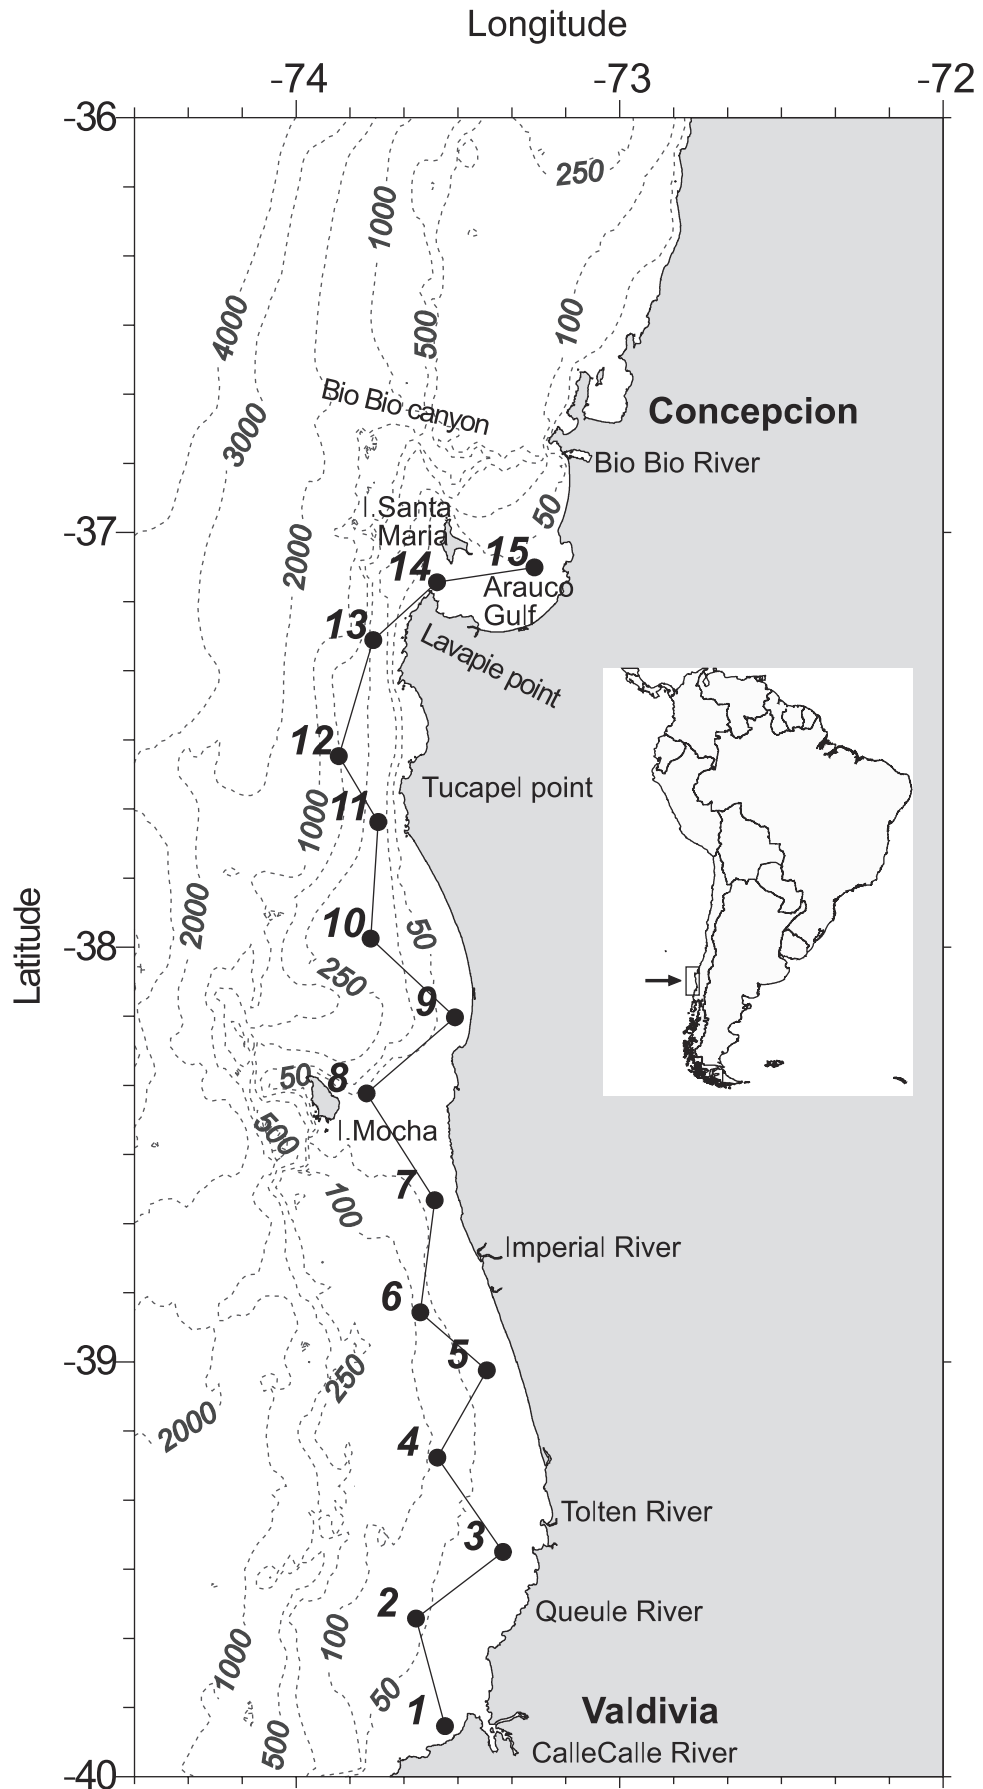 Longitude
-74
-73
-72
-36
250
1000
4000
500
100
3000
Bio Bio canyon
Concepcion
Bio Bio River
I.Santa
Maria
50
-37
2000
15
14
Arauco
Gulf
13
Lavapie point
12
Tucapel point
1000
11
2000
Latitude
10
50
-38
250
9
50
8
500
I.Mocha
7
100
Imperial River
6
5
-39
250
2000
4
Tolten River
3
2
Queule River
1000
100
50
1
Valdivia
500
CalleCalle River
-40